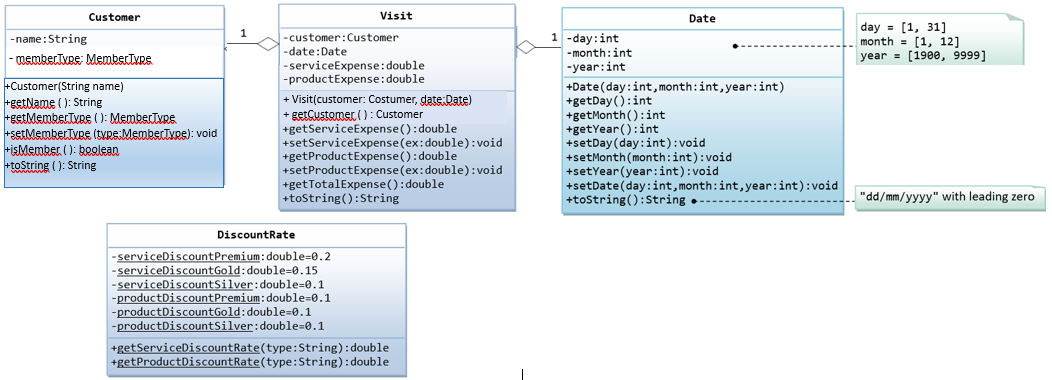 Customer
-name:String
- memberType: MemberType
+Customer(String name)
+getName ( ): String
+getMemberType ( ): MemberType
+setMemberType (type:MemberType): void
+isMember ( ): boolean
+toString ( ): String
1
Visit
-customer:Customer
-date:Date
-serviceExpense:double
-productExpense:double
+ Visit(customer: Costumer, date:Date)
+ getCustomer ( ) : Customer
+getServiceExpense():double
+setServiceExpense(ex:double):void
+getProductExpense():double
+setProductExpense(ex:double):void
+getTotalExpense():double
+toString():String
1
Date
-day:int
-month:int
-year:int
+Date(day:int,month:int,year:int)
+getDay():int
+getMonth():int
+getYear():int
+setDay(day:int):void
+setMonth(month:int):void
+setYear(year:int):void
+setDate(day:int,month:int,year:int):void
+toString():String
day = [1, 31]
month = [1, 12]
year = [1900, 9999]
"dd/mm/yyyy" with leading zero
DiscountRate
-serviceDiscountPremium:double=0.2
-serviceDiscountGold:double=0.15
-serviceDiscountSilver:double=0.1
-productDiscountPremium:double=0.1
-productDiscountGold:double=0.1
-productDiscountSilver:double=0.1
+getServiceDiscountRate(type:String):double
+getProductDiscountRate(type:String):double